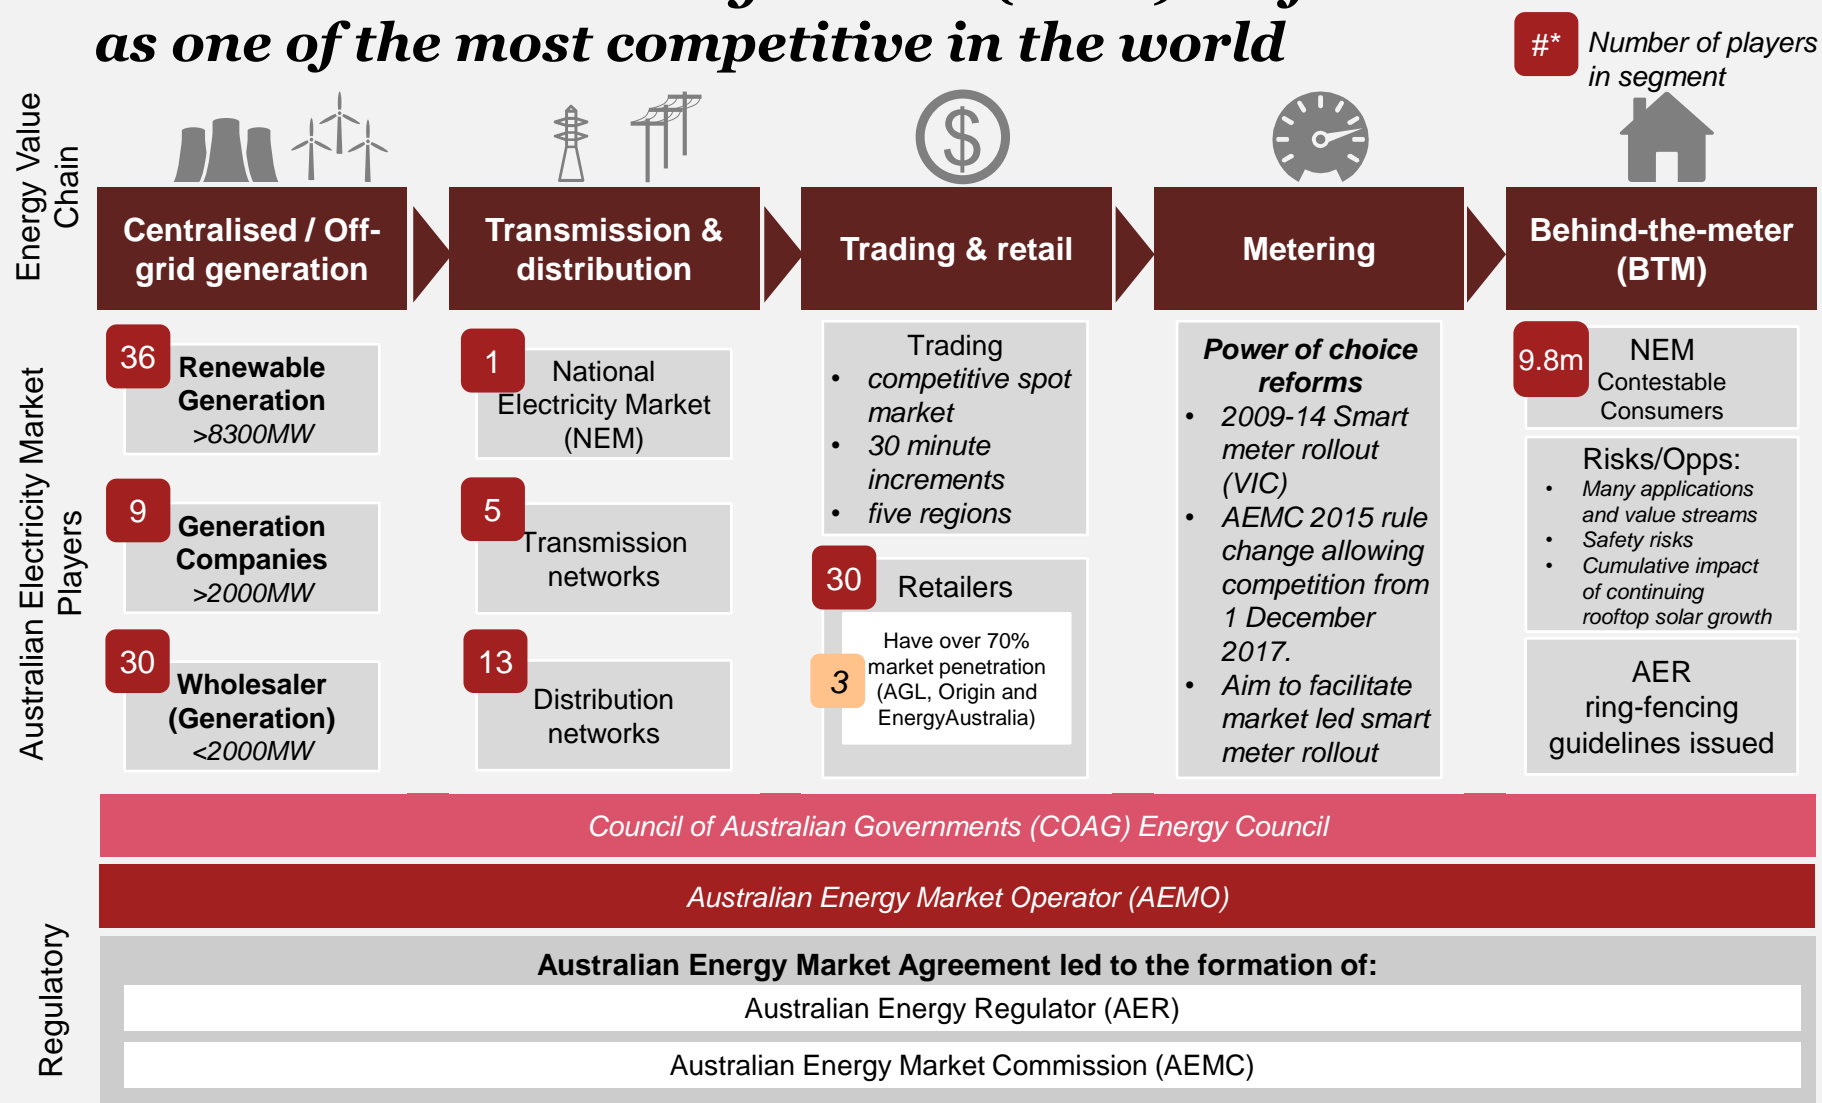 as one of the most competitive in the world
#*
Number of players
in segment
Energy Value
Chain
Centralised / Off-
grid generation
Transmission &
distribution
Trading & retail
Metering
Behind-the-meter
(BTM)
Australian Electricity Market
Players
36
Renewable
Generation
>8300MW
9
Generation
Companies
>2000MW
30
Wholesaler
(Generation)
<2000MW
1
National
Electricity Market
(NEM)
5
Transmission
networks
13
Distribution
networks
Trading
• competitive spot
market
• 30 minute
increments
• five regions
30
Retailers
3
Have over 70%
market penetration
(AGL, Origin and
EnergyAustralia)
Power of choice
reforms
• 2009-14 Smart
meter rollout
(VIC)
• AEMC 2015 rule
change allowing
competition from
1 December
2017.
• Aim to facilitate
market led smart
meter rollout
9.8m
NEM
Contestable
Consumers
Risks/Opps:
• Many applications
and value streams
• Safety risks
• Cumulative impact
of continuing
rooftop solar growth
AER
ring-fencing
guidelines issued
Regulatory
Council of Australian Governments (COAG) Energy Council
Australian Energy Market Operator (AEMO)
Australian Energy Market Agreement led to the formation of:
Australian Energy Regulator (AER)
Australian Energy Market Commission (AEMC)